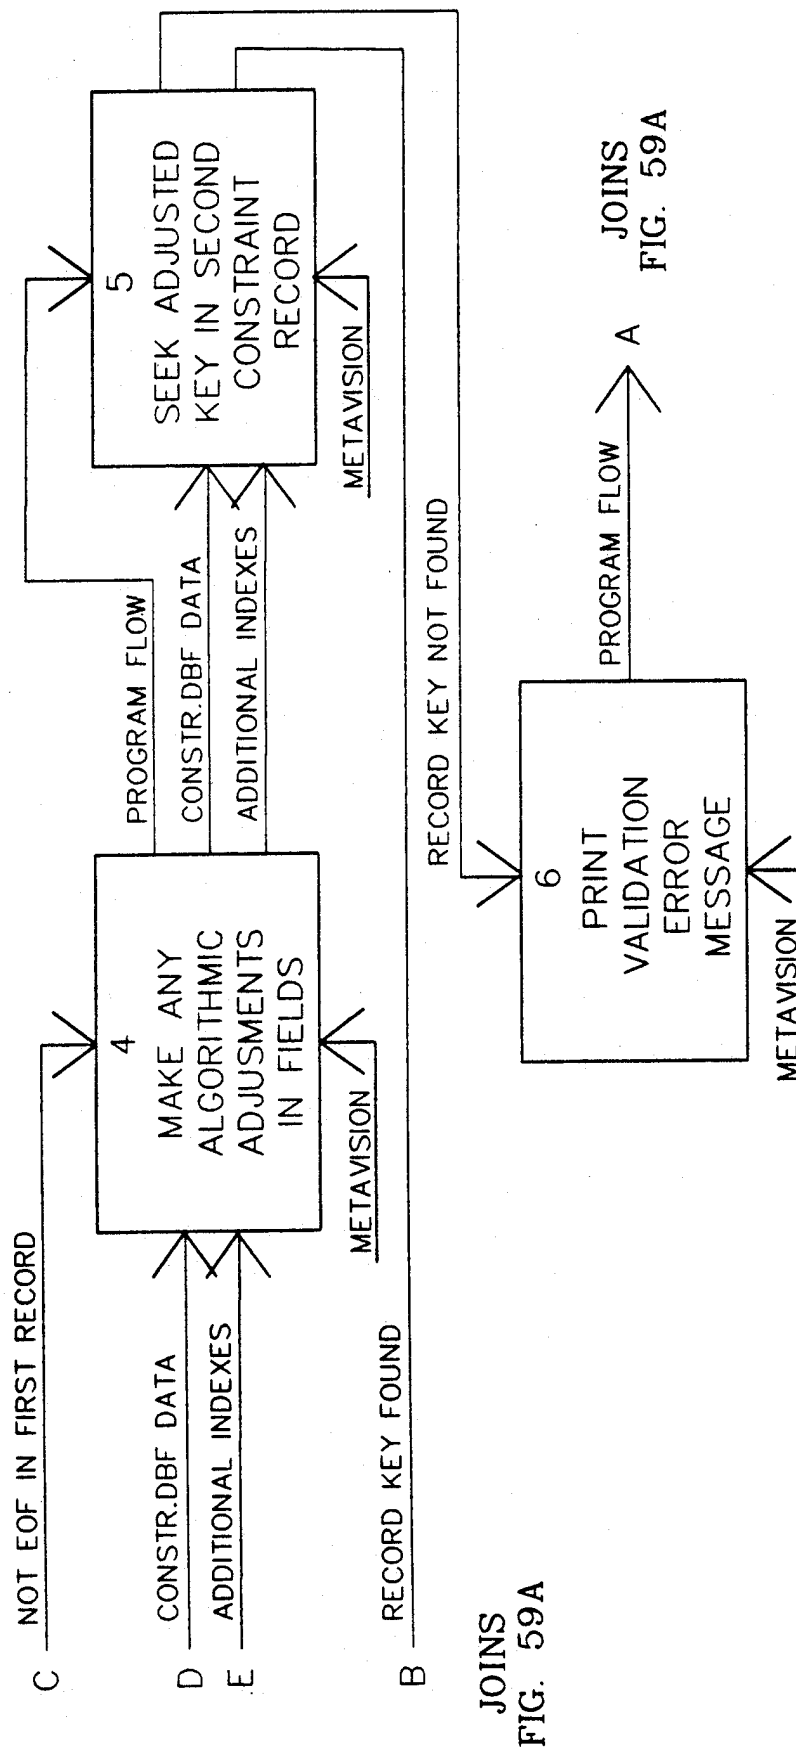 C
NOT EOF IN FIRST RECORD
D
CONSTR.DBF DATA
E
ADDITIONAL INDEXES
4
MAKE ANY
ALGORITHMIC
ADJUSMENTS
IN FIELDS
METAVISION
PROGRAM FLOW
CONSTR.DBF DATA
ADDITIONAL INDEXES
5
SEEK ADJUSTED
KEY IN SECOND
CONSTRAINT
RECORD
METAVISION
B
RECORD KEY FOUND
RECORD KEY NOT FOUND
6
PRINT
VALIDATION
ERROR
MESSAGE
METAVISION
PROGRAM FLOW
A
JOINS
FIG. 59A
JOINS
FIG. 59A